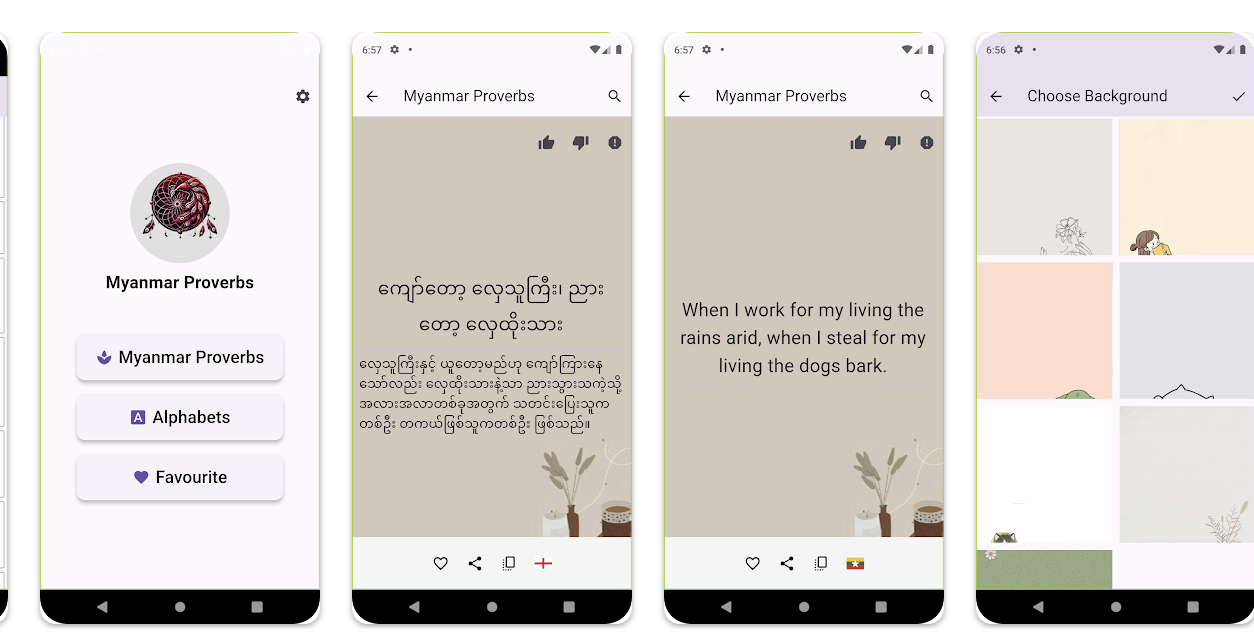 Myanmar Proverbs
Myanmar Proverbs
A Alphabets
Favourite
6:57
Myanmar Proverbs
ကျော်တော့ လှေသူကြီး၊ ညား
တော့ လှေထိုးသား
လှေသူကြီးနှင့် ယူတော့မည်ဟု ကျော်ကြားနေ
သော်လည်း လှေထိုးသားနဲ့သာ ညားသွားသကဲ့သို့
အလားအလာတစ်ခုအတွက် သတင်းပြေးသူက
တစ်ဦး တကယ်ဖြစ်သူကတစ်ဦး ဖြစ်သည်။
6:57
Myanmar Proverbs
When I work for my living the
rains arid, when I steal for my
living the dogs bark.
6:56
Choose Background